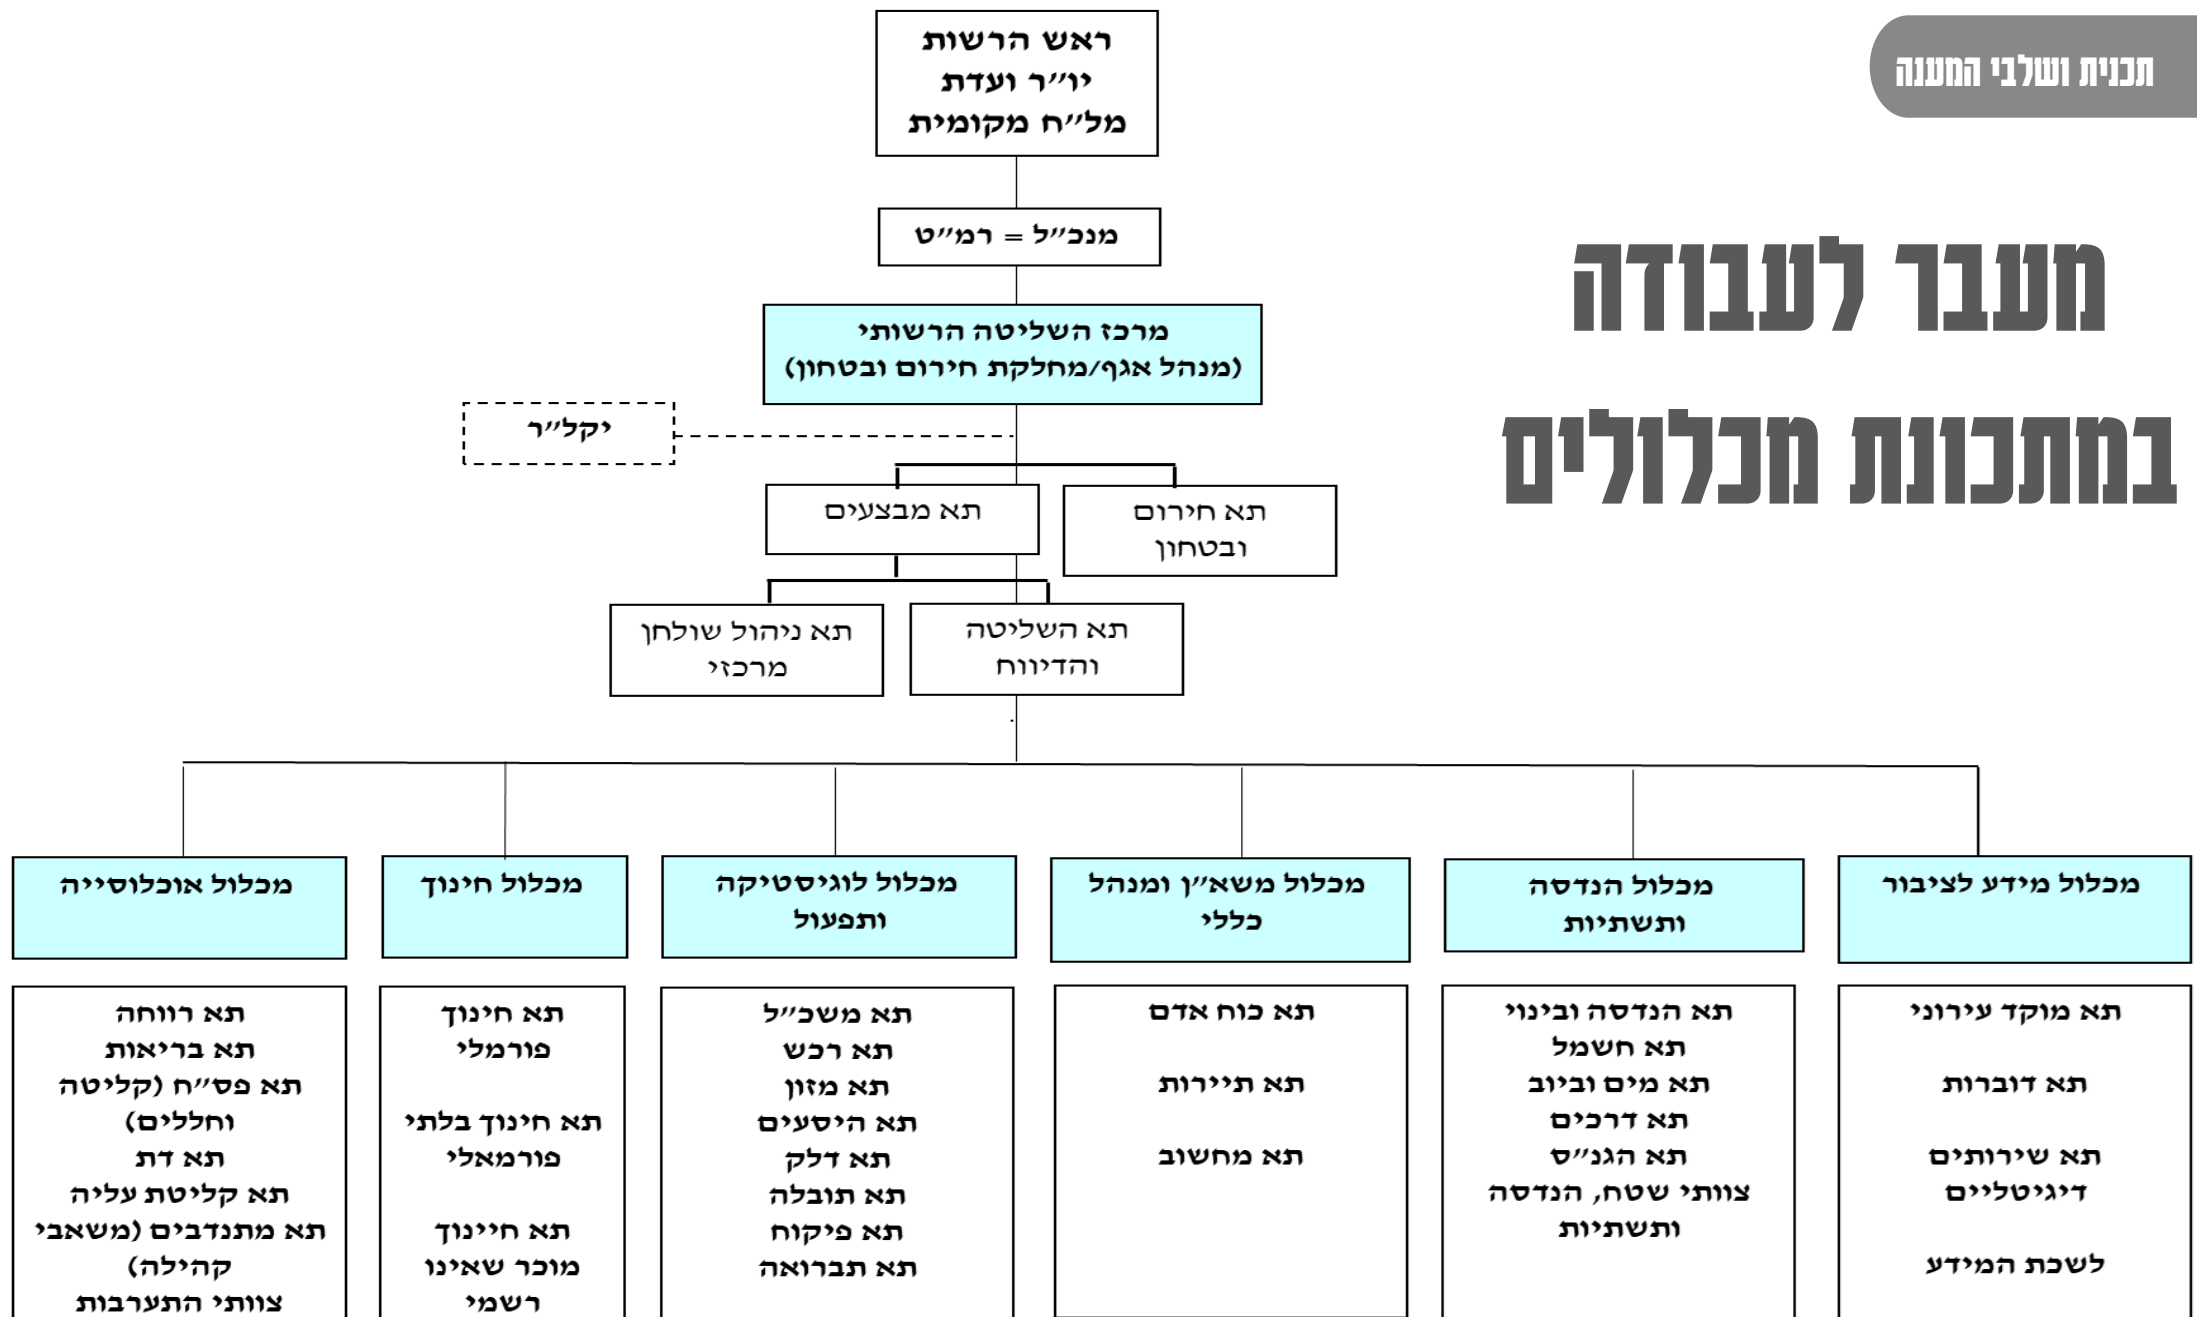 תכנית ושלבי המענה
מעבר לעבודה
במתכונת מכלולים
ראש הרשות
יו״ר ועדת
מל״ח מקומית
מנכ״ל = רמ״ט
מרכז השליטה הרשותי
(מנהל אגף/מחלקת חירום ובטחון)
יקל״ר
תא חירום
ובטחון
תא מבצעים
תא השליטה
והדיווח
תא ניהול שולחן
מרכזי
מכלול מידע לציבור
תא מוקד עירוני
תא דוברות
תא שירותים
דיגיטליים
לשכת המידע
מכלול הנדסה
ותשתיות
תא הנדסה ובינוי
תא חשמל
תא מים וביוב
תא דרכים
תא הגנ״ס
צוותי שטח, הנדסה
ותשתיות
מכלול משא״ן ומנהל
כללי
תא כוח אדם
תא תיירות
תא מחשוב
מכלול לוגיסטיקה
ותפעול
תא משכ״ל
תא רכש
תא מזון
תא היסעים
תא דלק
תא תובלה
תא פיקוח
תא תברואה
מכלול חינוך
תא חינוך
פורמלי
תא חינוך בלתי
פורמאלי
תא חיינוך
מוכר שאינו
רשמי
מכלול אוכלוסייה
תא רווחה
תא בריאות
תא פס״ח (קליטה
וחללים)
תא דת
תא קליטת עליה
תא מתנדבים (משאבי
קהילה)
צוותי התערבות